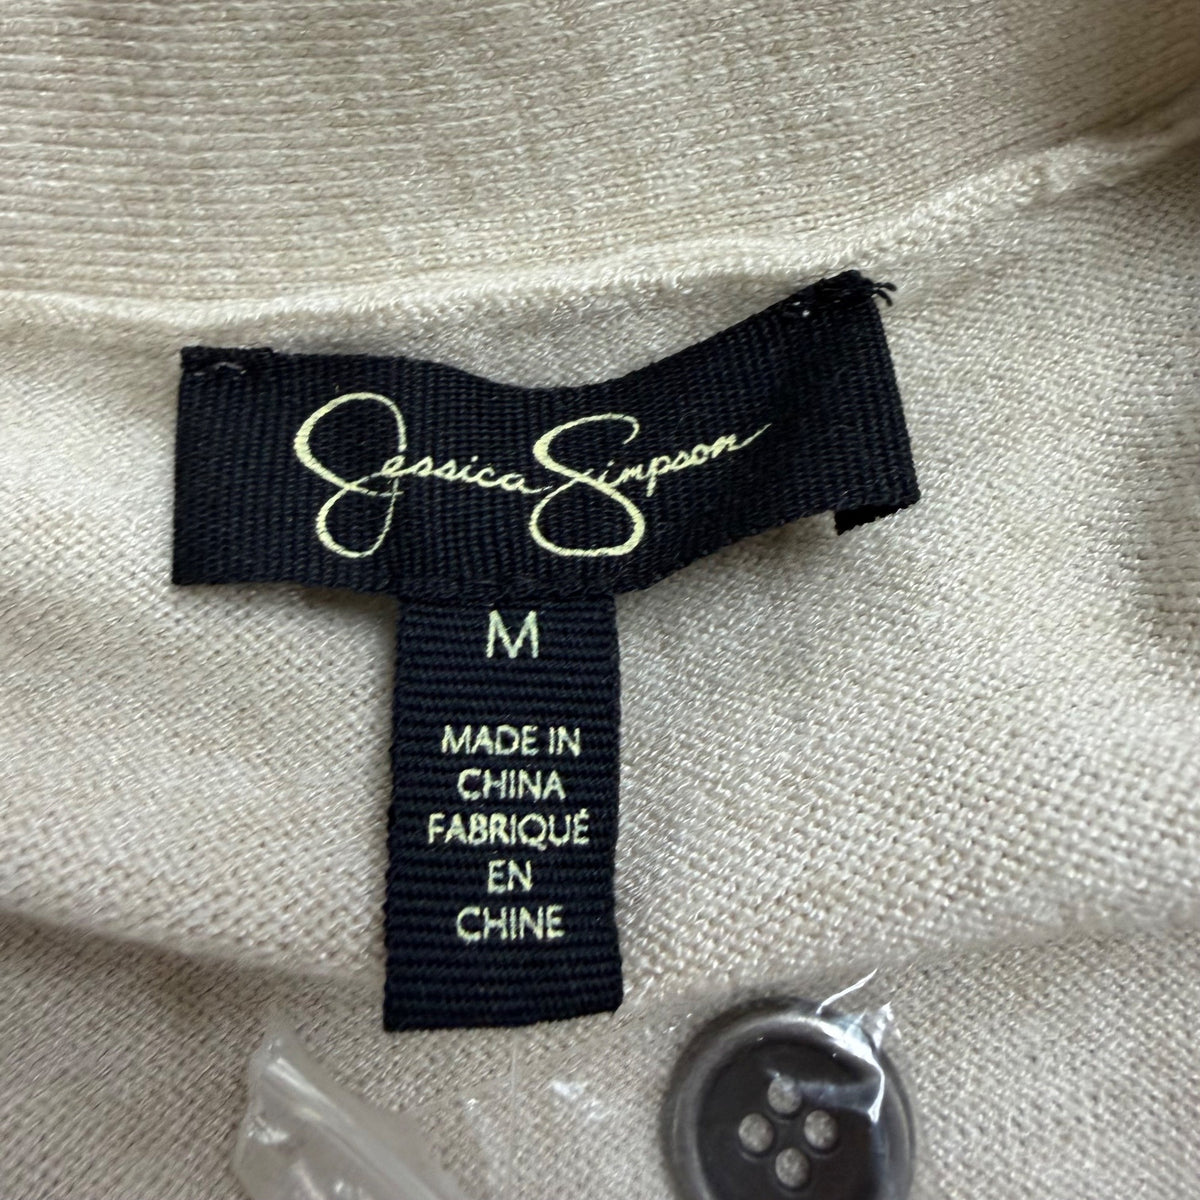 Jessica Simpson
M
MADE IN
CHINA
FABRIQUÉ
EN
CHINE